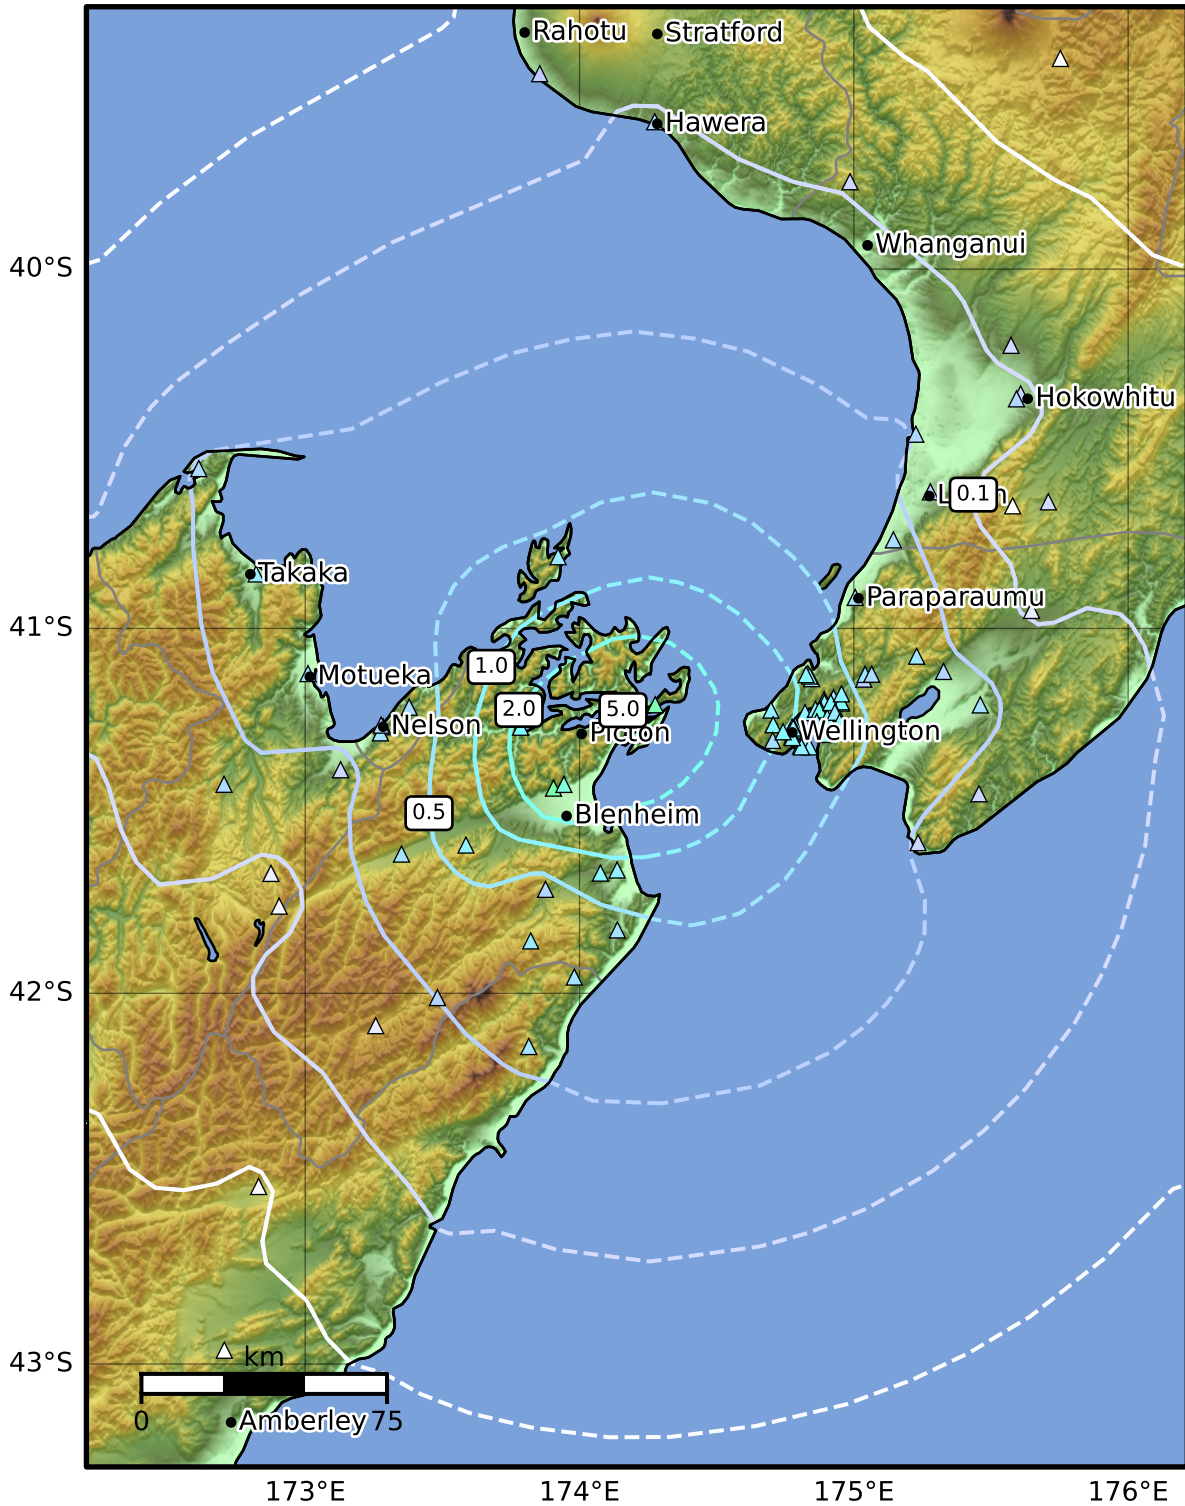 Rahotu
Stratford
Hawera
Whanganui
40°S
Hokowhitu
0.1
Takaka
Paraparaumu
41°S
1.0
Motueka
2.0
5.0
Nelson
Picton
Wellington
0.5
Blenheim
42°S
km
43°S
0
75
Amberley
173°E
174°E
175°E
176°E